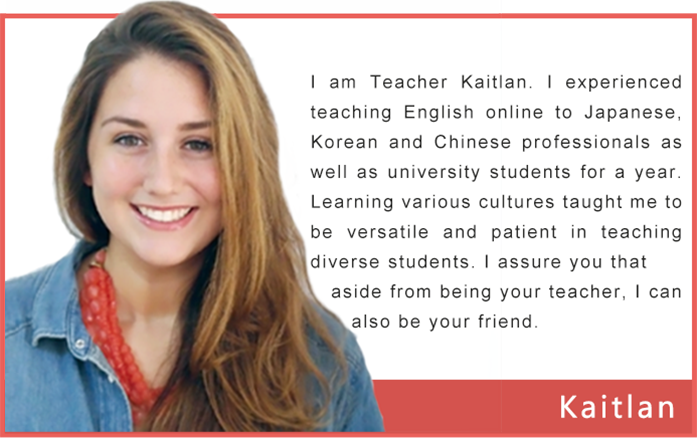 I am Teacher Kaitlan. I experienced
teaching English online to Japanese,
Korean and Chinese professionals as
well as university students for a year.
Learning various cultures taught me to
be versatile and patient in teaching
diverse students. I assure you that
aside from being your teacher, I can
also be your friend.
Kaitlan